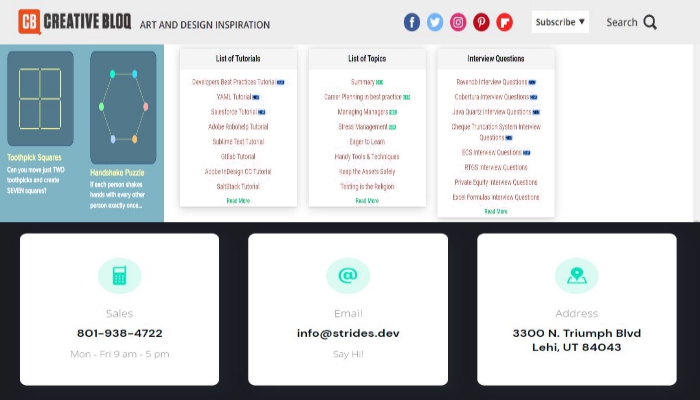 CB CREATIVE BLOQ ART AND DESIGN INSPIRATION
Subscribe ▼
Search
Toothpick Squares
Can you move just TWO
toothpicks and create
SEVEN squares?
Handshake Puzzle
If each person shakes
hands with every other
person exactly once...
List of Tutorials
Developers Best Practices Tutorial
YAML Tutorial
Salesforce Tutorial
Adobe Robohelp Tutorial
Sublime Text Tutorial
GitLab Tutorial
Adobe InDesign CC Tutorial
SaltStack Tutorial
Read More
List of Topics
Summary
Career Planning in best practice
Managing Managers
Stress Management
Eager to Learn
Handy Tools & Techniques
Keep the Assets Safely
Texting is the Religion
Read More
Interview Questions
Ravenob Interview Questions
Cobertura Interview Questions
Java Quartz Interview Questions
Cheque Truncation System Interview
Questions
ECS Interview Questions
RTGS Interview Questions
Private Equity Interview Questions
Excel Formulas Interview Questions
Read More
Sales
801-938-4722
Mon - Fri 9 am - 5 pm
@
Email
info@strides.dev
Say Hi!
Address
3300 N. Triumph Blvd
Lehi, UT 84043